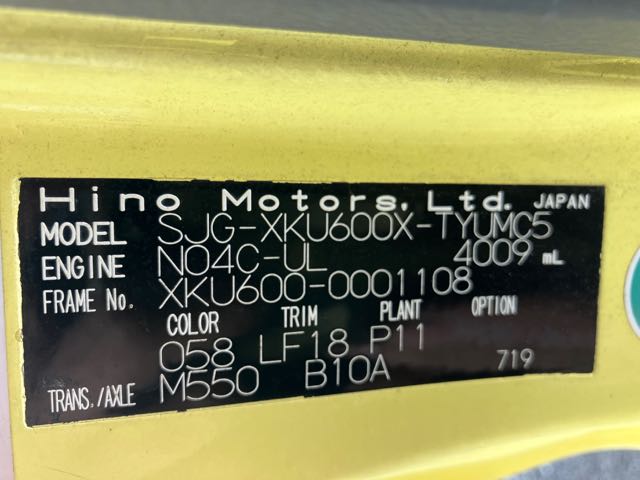 Hino Motors, Ltd. JAPAN
MODEL SJG-XKU600X-TYUMC5
ENGINE N04C-UL 4009 mL
FRAME No. XKU600-0001108
COLOR TRIM PLANT OPTION
058 LF18 P11
TRANS./AXLE M550 B10A 719